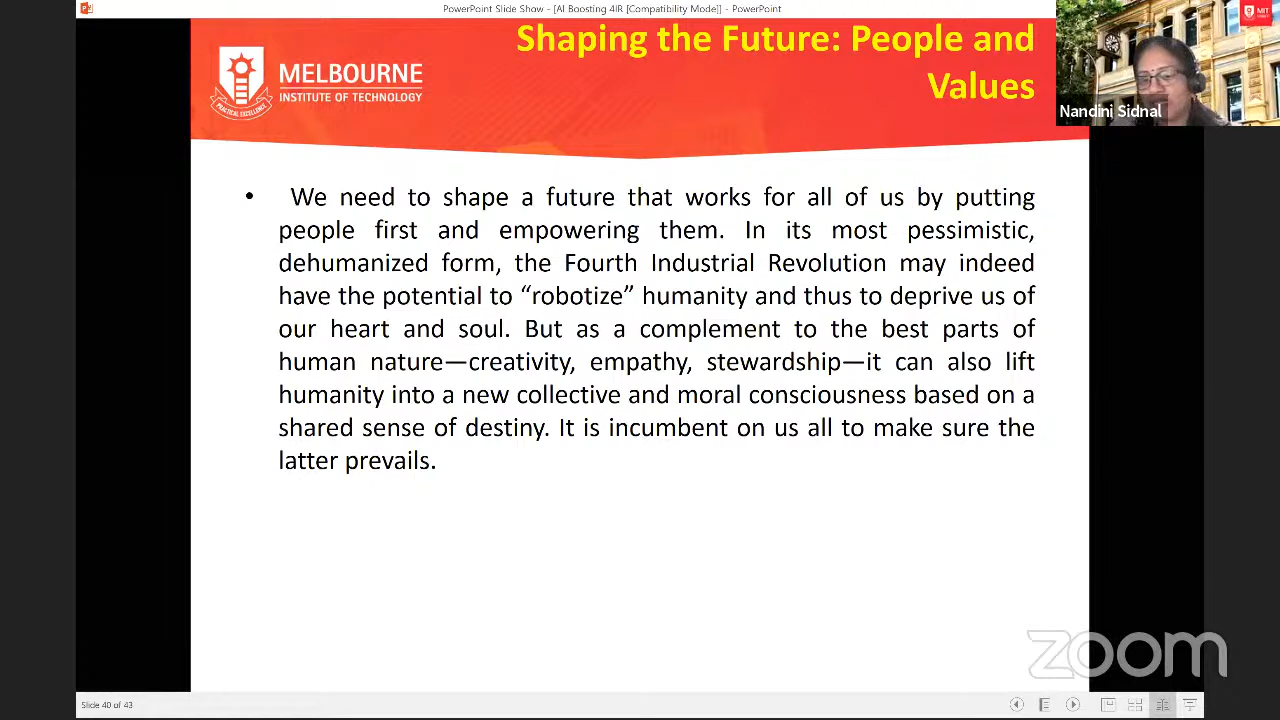 PowerPoint Slide Show - [AI Boosting 4IR [Compatibility Mode]] - PowerPoint
Shaping the Future: People and
Values
MELBOURNE
INSTITUTE OF TECHNOLOGY
PRACTICAL EXCELLENCE
MIT
Nandini Sidnal
• We need to shape a future that works for all of us by putting
people first and empowering them. In its most pessimistic,
dehumanized form, the Fourth Industrial Revolution may indeed
have the potential to “robotize” humanity and thus to deprive us of
our heart and soul. But as a complement to the best parts of
human nature—creativity, empathy, stewardship—it can also lift
humanity into a new collective and moral consciousness based on a
shared sense of destiny. It is incumbent on us all to make sure the
latter prevails.
zoom
Slide 40 of 43